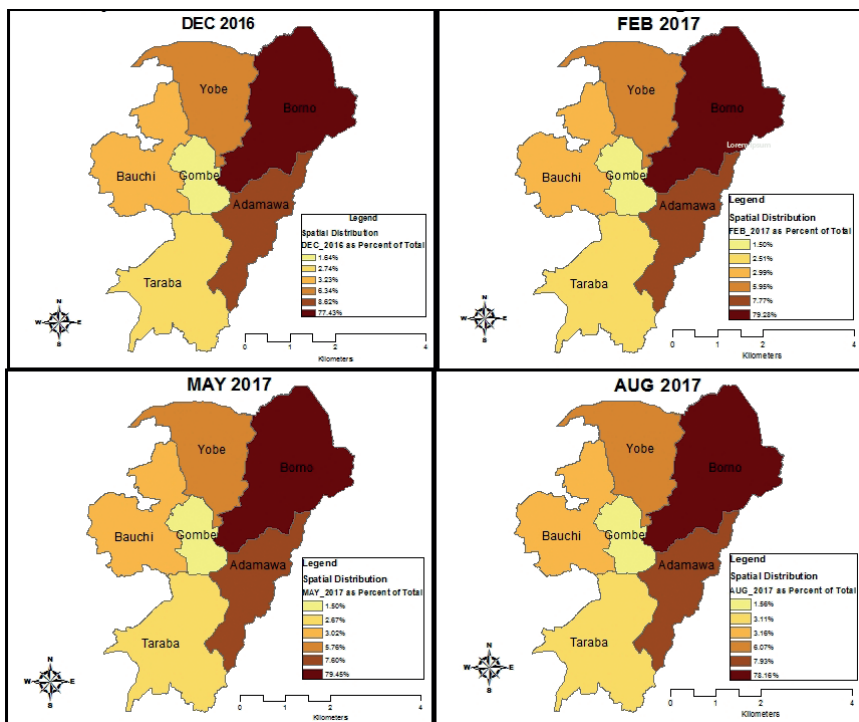 DEC 2016
Yobe
Borno
Bauchi
Gombe
Adamawa
Taraba
Legend
Spatial Distribution
DEC_2016 as Percent of Total
1.64%
2.74%
3.23%
6.34%
8.62%
77.43%
N
W E
S
0 1 2 4
Kilometers
FEB 2017
Yobe
Borno
Lorem ipsum
Bauchi
Gombe
Adamawa
Taraba
Legend
Spatial Distribution
FEB_2017 as Percent of Total
1.50%
2.51%
2.99%
5.95%
7.77%
79.28%
N
W E
S
0 1 2 4
Kilometers
MAY 2017
Yobe
Borno
Bauchi
Gombe
Adamawa
Taraba
Legend
Spatial Distribution
MAY_2017 as Percent of Total
1.50%
2.67%
3.02%
5.76%
7.60%
79.45%
N
W E
S
0 1 2 4
Kilometers
AUG 2017
Yobe
Borno
Bauchi
Gombe
Adamawa
Taraba
Legend
Spatial Distribution
AUG_2017 as Percent of Total
1.56%
3.11%
3.16%
6.07%
7.93%
78.16%
N
W E
S
0 1 2 4
Kilometers